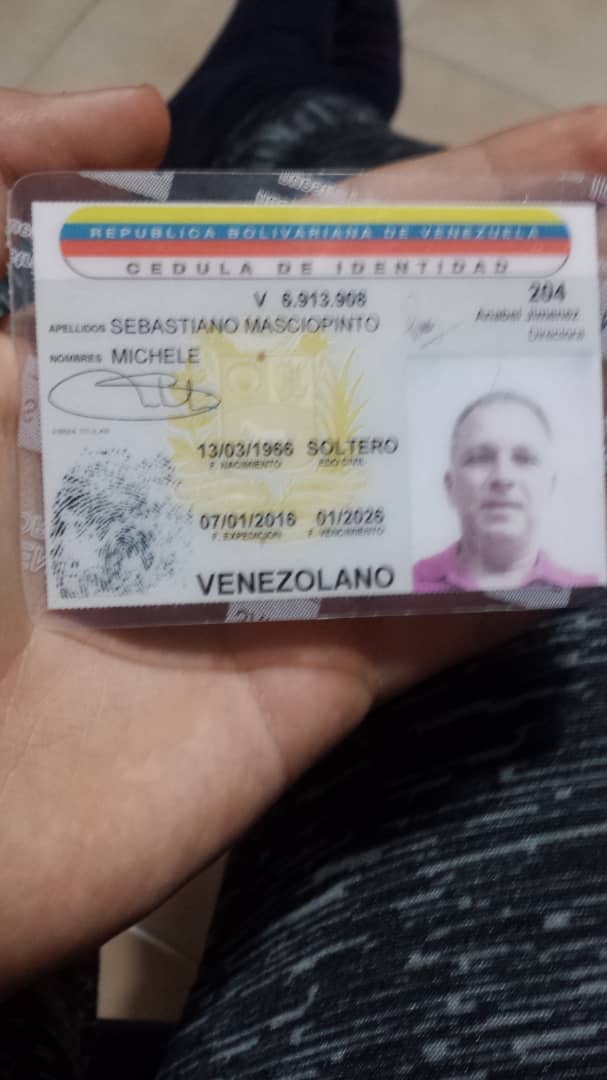 REPUBLICA BOLIVARIANA DE VENEZUELA
CEDULA DE IDENTIDAD
V 6.913.908
204
APELLIDOS SEBASTIANO MASCIOPINTO
Anabel Jimenez
Directora
NOMBRES MICHELE
FIRMA TITULAR
13/03/1966 SOLTERO
F. NACIMIENTO EDO CIVIL
07/01/2016 01/2026
F. EXPEDICION F. VENCIMIENTO
VENEZOLANO